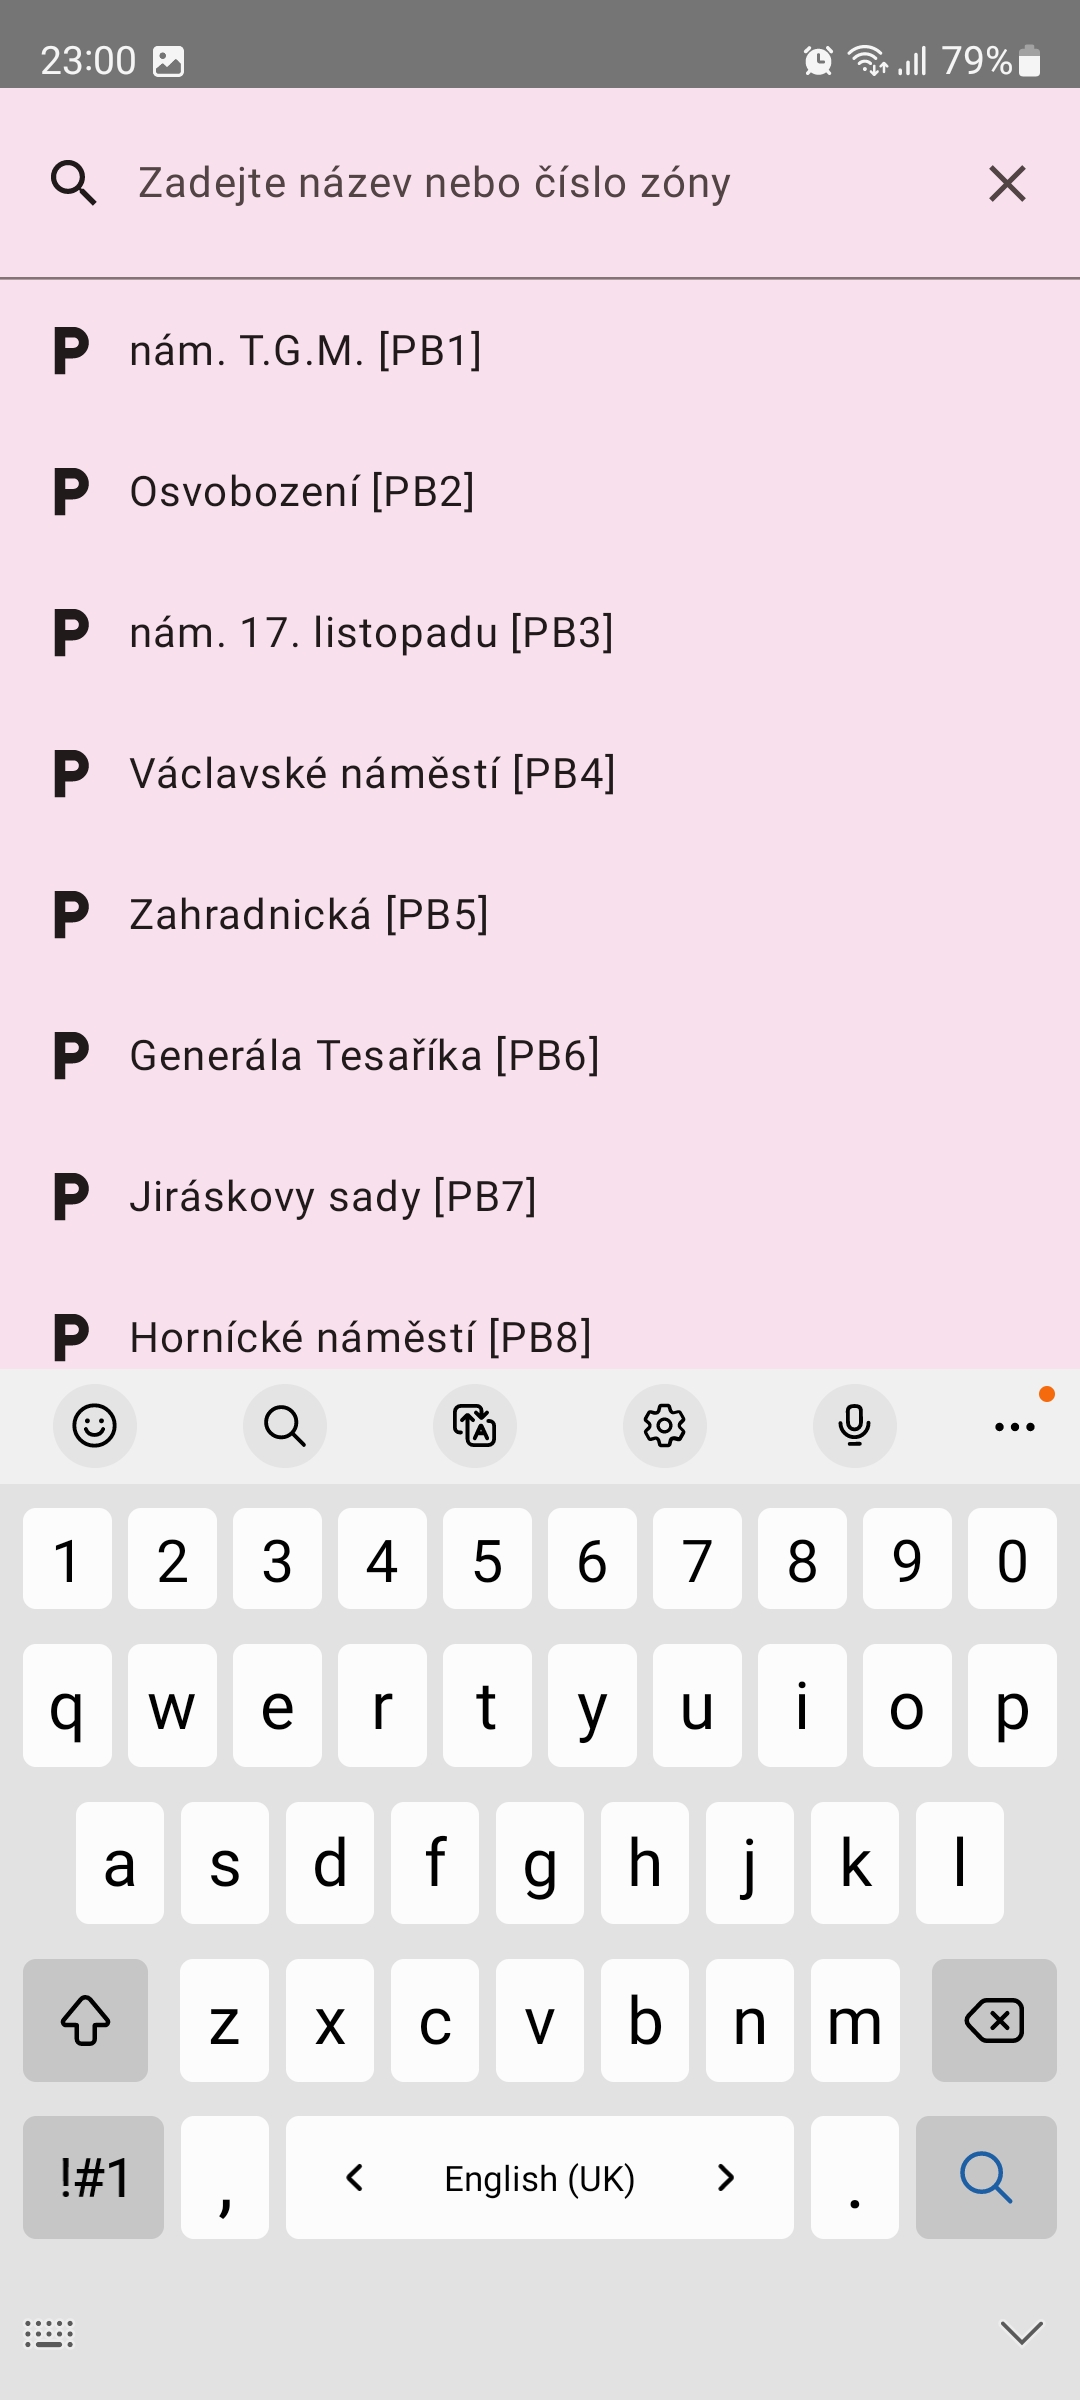 23:00
79%
Zadejte název nebo číslo zóny
P nám. T.G.M. [PB1]
P Osvobození [PB2]
P nám. 17. listopadu [PB3]
P Václavské náměstí [PB4]
P Zahradnická [PB5]
P Generála Tesaříka [PB6]
P Jiráskovy sady [PB7]
P Hornícké náměstí [PB8]
1 2 3 4 5 6 7 8 9 0
q w e r t y u i o p
a s d f g h j k l
z x c v b n m
!#1 , < English (UK) > .